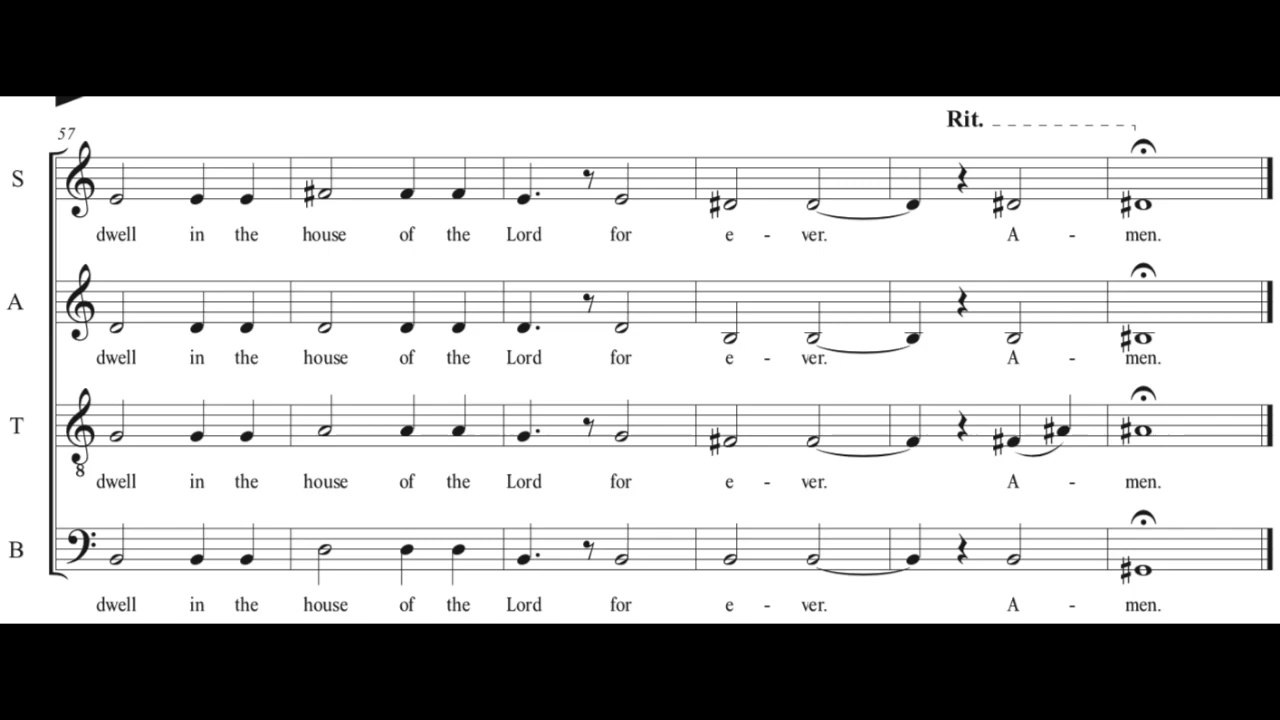 Rit.
57
S
dwell in the house of the Lord for e - ver. A - men.
A
dwell in the house of the Lord for e - ver. A - men.
T
8
dwell in the house of the Lord for e - ver. A - men.
B
dwell in the house of the Lord for e - ver. A - men.